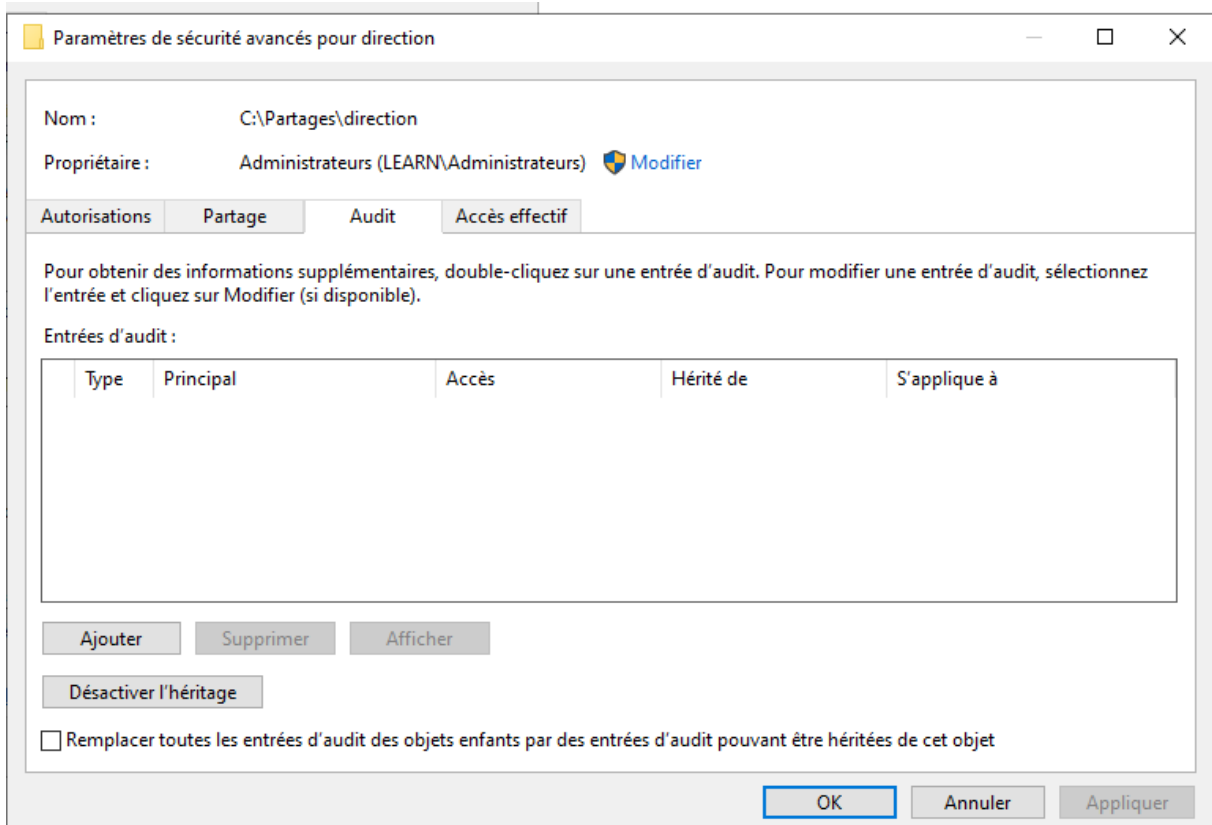 Paramètres de sécurité avancés pour direction
Nom : C:\Partages\direction
Propriétaire : Administrateurs (LEARN\Administrateurs) Modifier
Autorisations Partage Audit Accès effectif
Pour obtenir des informations supplémentaires, double-cliquez sur une entrée d'audit. Pour modifier une entrée d'audit, sélectionnez
l'entrée et cliquez sur Modifier (si disponible).
Entrées d'audit :
Type Principal Accès Hérité de S'applique à
Ajouter Supprimer Afficher
Désactiver l'héritage
Remplacer toutes les entrées d'audit des objets enfants par des entrées d'audit pouvant être héritées de cet objet
OK Annuler Appliquer